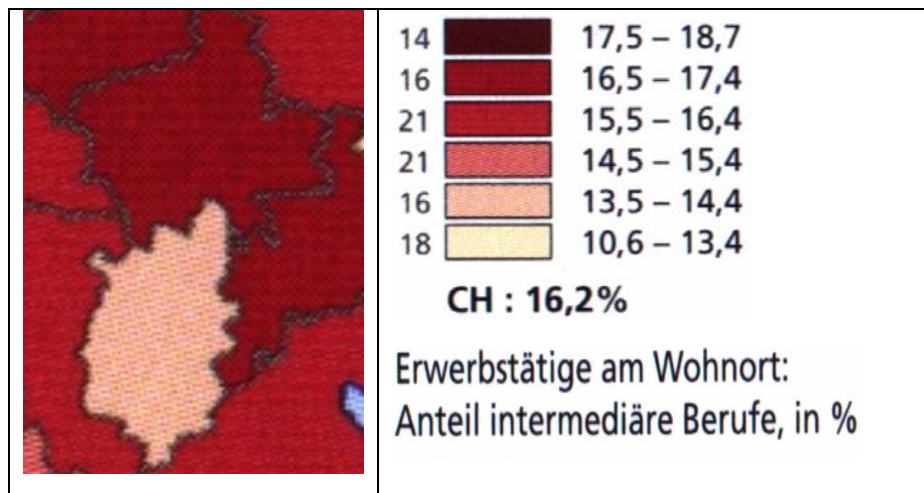 14 17,5 – 18,7
16 16,5 – 17,4
21 15,5 – 16,4
21 14,5 – 15,4
16 13,5 – 14,4
18 10,6 – 13,4
CH : 16,2%
Erwerbstätige am Wohnort:
Anteil intermediäre Berufe, in %